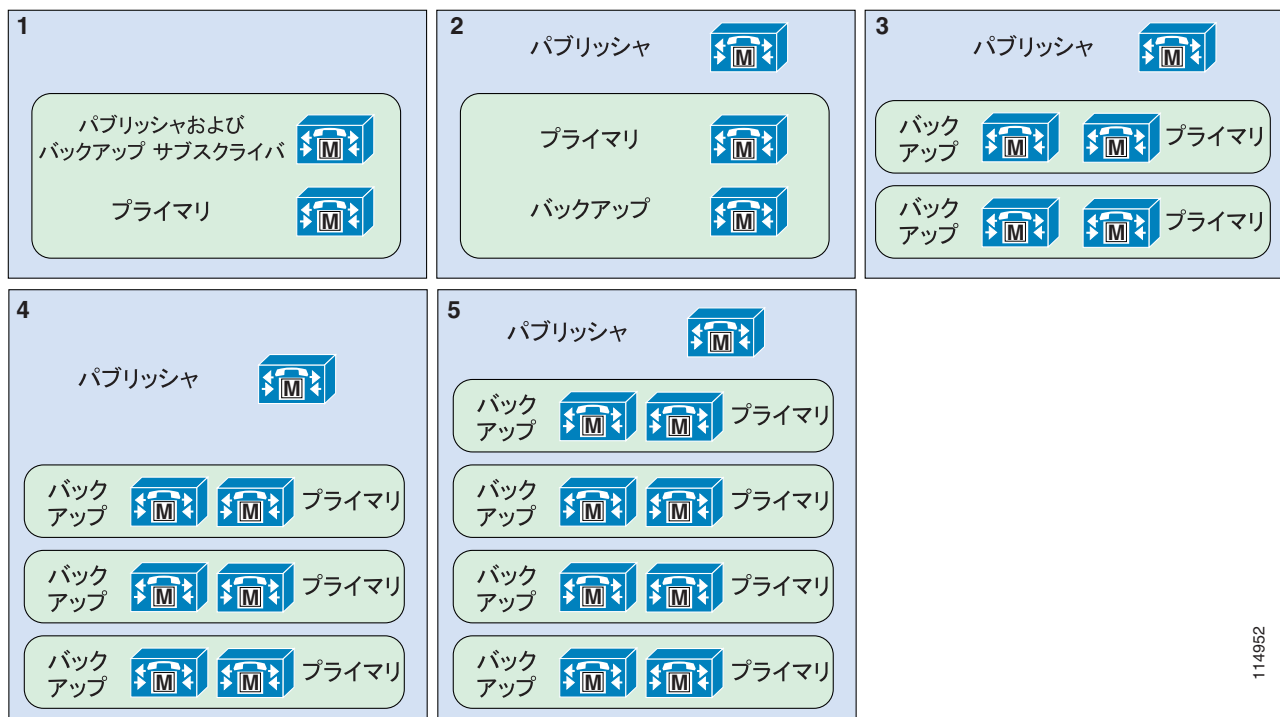 1
パブリッシャおよび
バックアップ サブスクライバ
M
プライマリ
M
2
パブリッシャ
M
プライマリ
M
バックアップ
M
3
パブリッシャ
M
バック
アップ
M
M
プライマリ
バック
アップ
M
M
プライマリ
4
パブリッシャ
M
バック
アップ
M
M
プライマリ
バック
アップ
M
M
プライマリ
バック
アップ
M
M
プライマリ
5
パブリッシャ
M
バック
アップ
M
M
プライマリ
バック
アップ
M
M
プライマリ
バック
アップ
M
M
プライマリ
バック
アップ
M
M
プライマリ
114952